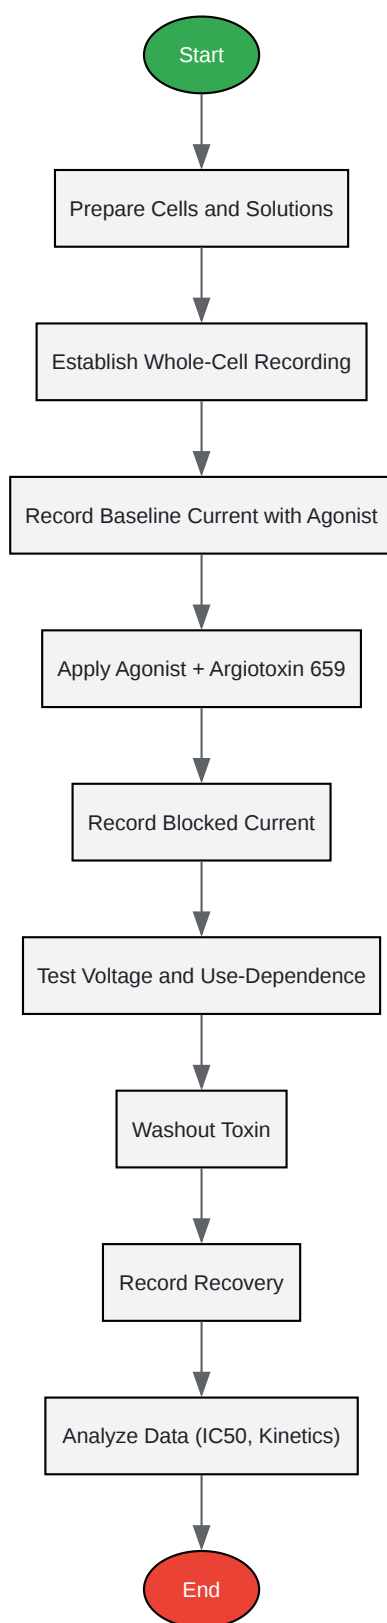 Start
Prepare Cells and Solutions
Establish Whole-Cell Recording
Record Baseline Current with Agonist
Apply Agonist + Argiotoxin 659
Record Blocked Current
Test Voltage and Use-Dependence
Washout Toxin
Record Recovery
Analyze Data (IC50, Kinetics)
End